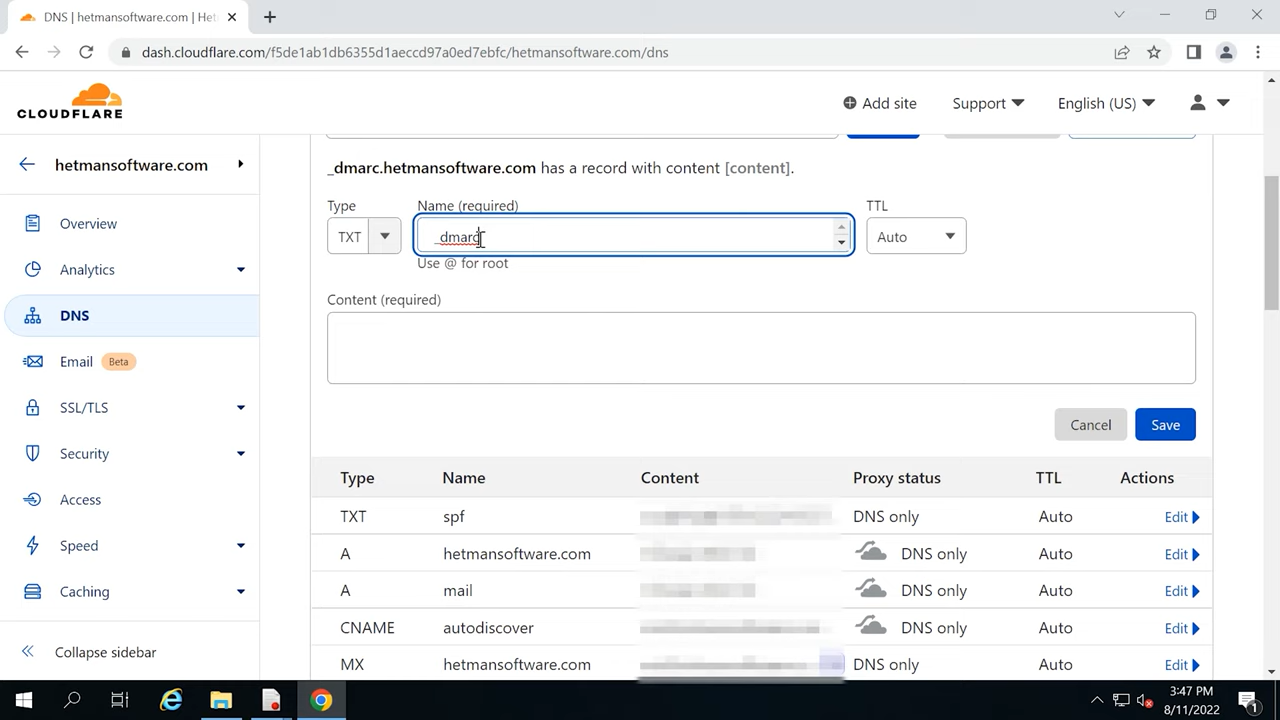 DNS | hetmansoftware.com | Het
dash.cloudflare.com/f5de1ab1db6355d1aeccd97a0ed7ebfc/hetmansoftware.com/dns
CLOUDFLARE
Add site
Support
English (US)
hetmansoftware.com
_dmarc.hetmansoftware.com has a record with content [content].
Type
Name (required)
TTL
TXT
_dmarc
Auto
Use @ for root
Content (required)
Cancel
Save
Overview
Analytics
DNS
Email Beta
SSL/TLS
Security
Access
Speed
Caching
Collapse sidebar
Type Name Content Proxy status TTL Actions
TXT spf DNS only Auto Edit
A hetmansoftware.com DNS only Auto Edit
A mail DNS only Auto Edit
CNAME autodiscover DNS only Auto Edit
MX hetmansoftware.com DNS only Auto Edit
3:47 PM
8/11/2022
1